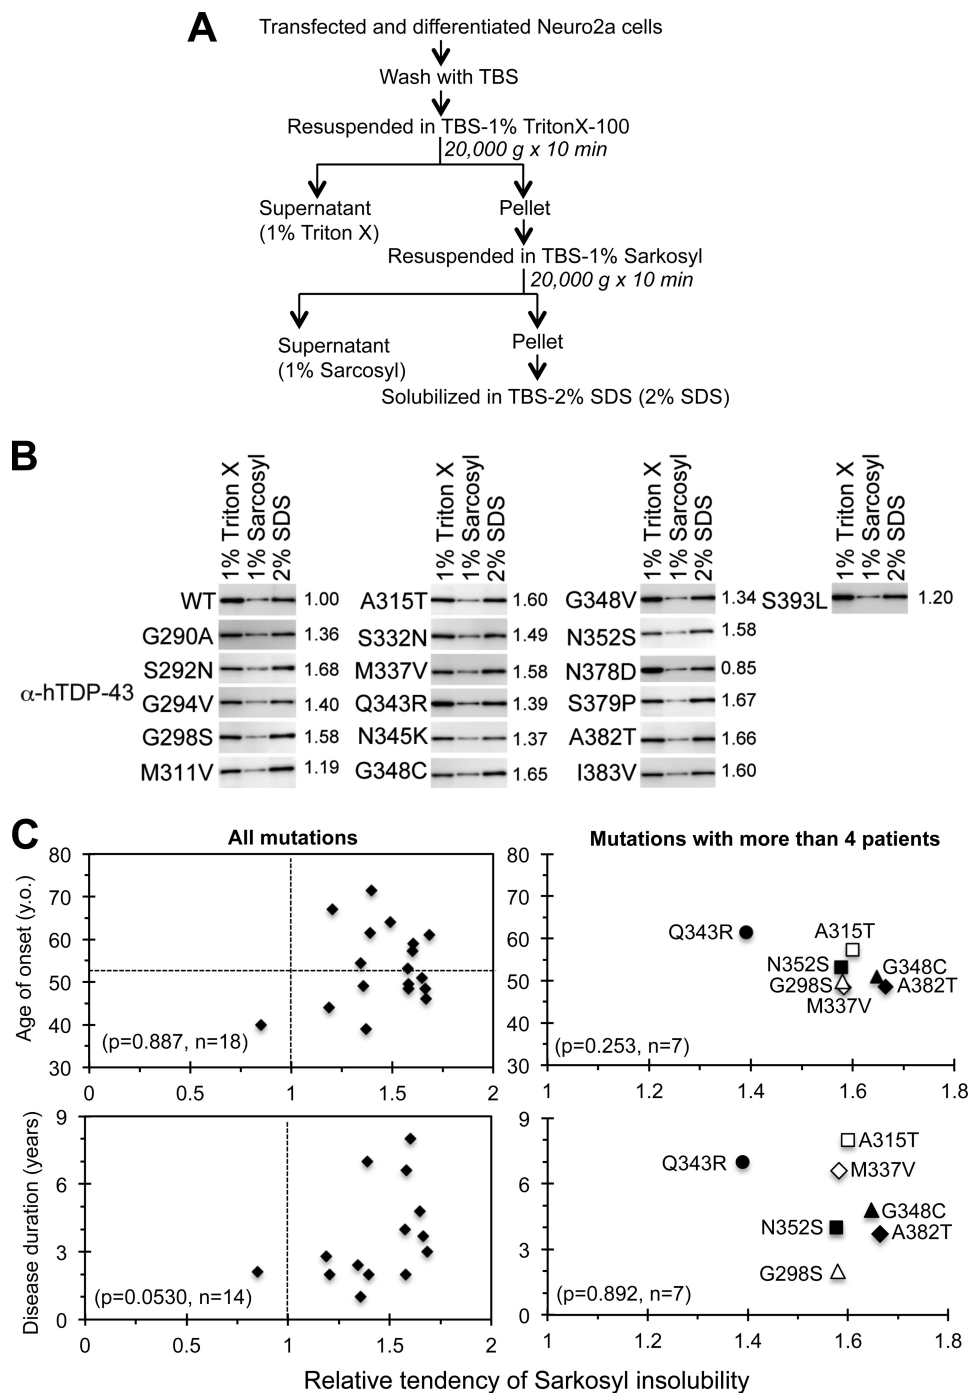 A
Transfected and differentiated Neuro2a cells
Wash with TBS
Resuspended in TBS-1% TritonX-100
20,000 g x 10 min
Supernatant
(1% Triton X)
Pellet
Resuspended in TBS-1% Sarkosyl
20,000 g x 10 min
Supernatant
(1% Sarcosyl)
Pellet
Solubilized in TBS-2% SDS (2% SDS)
B
1% Triton X
1% Sarcosyl
2% SDS
1% Triton X
1% Sarcosyl
2% SDS
1% Triton X
1% Sarcosyl
2% SDS
1% Triton X
1% Sarcosyl
2% SDS
α-hTDP-43
WT 1.00
G290A 1.36
S292N 1.68
G294V 1.40
G298S 1.58
M311V 1.19
A315T 1.60
S332N 1.49
M337V 1.58
Q343R 1.39
N345K 1.37
G348C 1.65
G348V 1.34
N352S 1.58
N378D 0.85
S379P 1.67
A382T 1.66
I383V 1.60
S393L 1.20
C
All mutations
Age of onset (y.o.)
80
70
60
50
40
30
(p=0.887, n=18)
0 0.5 1 1.5 2
Mutations with more than 4 patients
80
70
60
50
40
30
Q343R
A315T
N352S
G348C
G298S
A382T
M337V
(p=0.253, n=7)
1 1.2 1.4 1.6 1.8
Disease duration (years)
9
6
3
0
(p=0.0530, n=14)
0 0.5 1 1.5 2
9
6
3
0
A315T
Q343R
M337V
G348C
N352S
A382T
G298S
(p=0.892, n=7)
1 1.2 1.4 1.6 1.8
Relative tendency of Sarkosyl insolubility